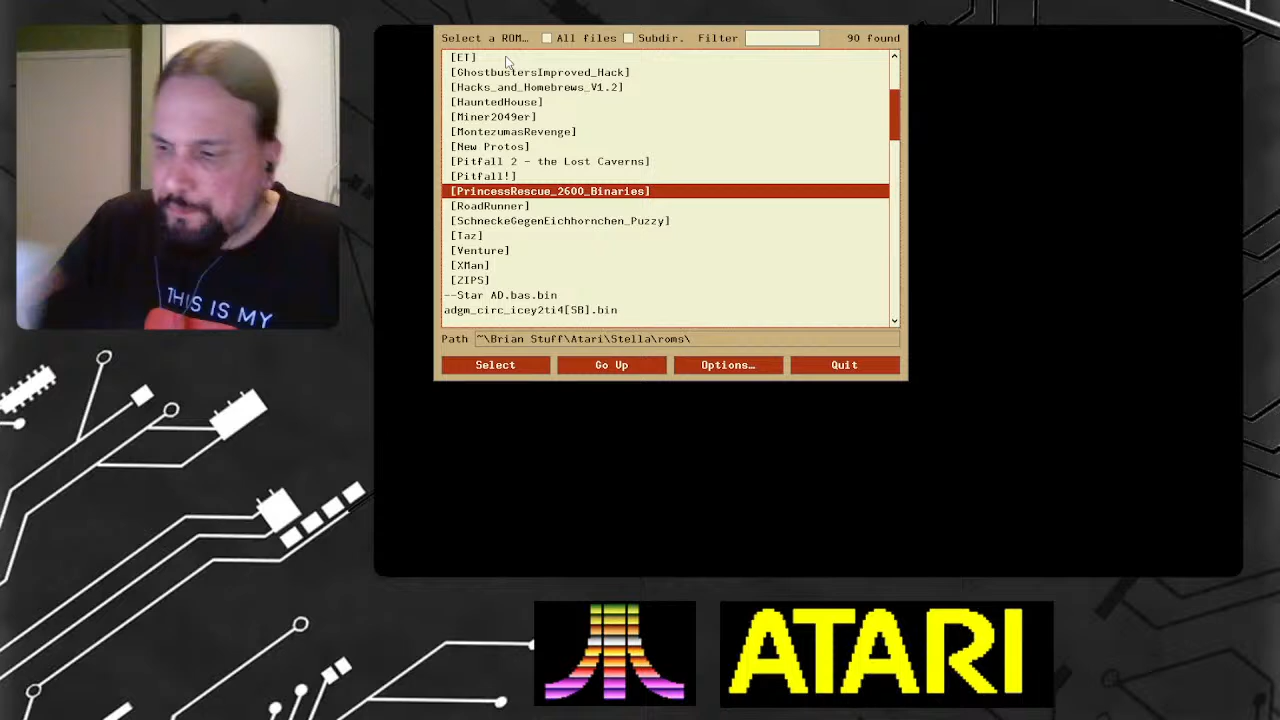 Select a ROM… All files Subdir. Filter 90 found
[ET]
[GhostbustersImproved_Hack]
[Hacks_and_Homebrews_V1.2]
[HauntedHouse]
[Miner2049er]
[MontezumasRevenge]
[New Protos]
[Pitfall 2 - the Lost Caverns]
[Pitfall!]
[PrincessRescue_2600_Binaries]
[RoadRunner]
[SchneckeGegenEichhornchen_Puzzy]
[Taz]
[Venture]
[XMan]
[ZIPS]
--Star AD.bas.bin
adgm_circ_icey2ti4[SB].bin
Path ~\Brian Stuff\Atari\Stella\roms\
Select Go Up Options… Quit
THIS IS MY
ATARI